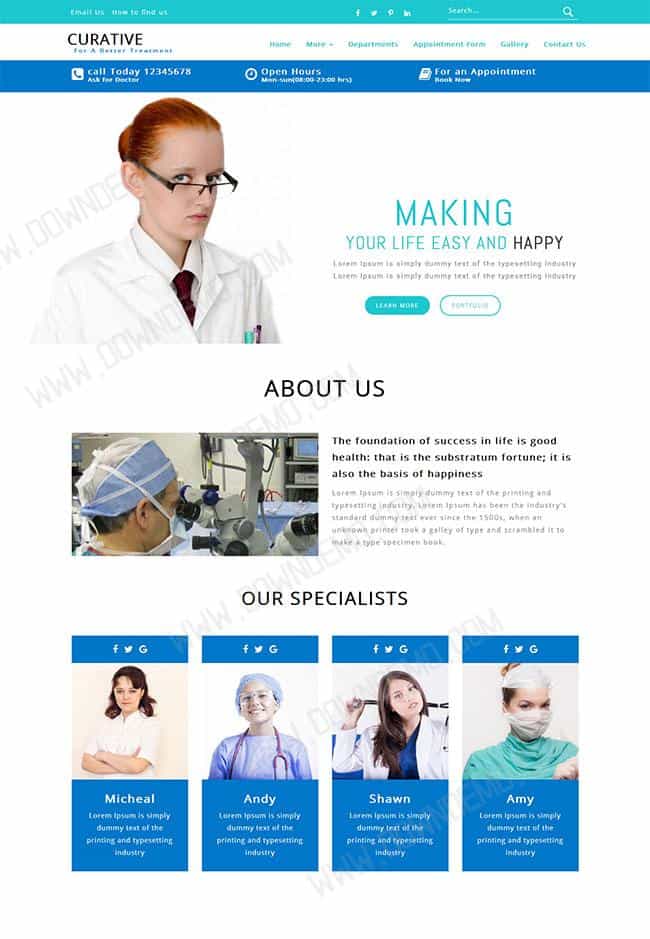 Email Us How to find us
Search...
CURATIVE
For A Better Treatment
Home More Departments Appointment Form Gallery Contact Us
call Today 12345678
Ask for Doctor
Open Hours
Mon-sun(08:00-23:00 hrs)
For an Appointment
Book Now
MAKING
YOUR LIFE EASY AND HAPPY
Lorem Ipsum is simply dummy text of the typesetting industry
Lorem Ipsum is simply dummy text of the typesetting industry
LEARN MORE
PORTFOLIO
ABOUT US
The foundation of success in life is good
health: that is the substratum fortune; it is
also the basis of happiness
Lorem Ipsum is simply dummy text of the printing and
typesetting industry. Lorem Ipsum has been the industry's
standard dummy text ever since the 1500s, when an
unknown printer took a galley of type and scrambled it to
make a type specimen book.
OUR SPECIALISTS
Micheal
Lorem Ipsum is simply
dummy text of the
printing and typesetting
industry
Andy
Lorem Ipsum is simply
dummy text of the
printing and typesetting
industry
Shawn
Lorem Ipsum is simply
dummy text of the
printing and typesetting
industry
Amy
Lorem Ipsum is simply
dummy text of the
printing and typesetting
industry
WWW.DOWNDEMO.COM
WWW.DOWNDEMO.COM
WWW.DOWNDEMO.COM
WWW.DOWNDEMO.COM